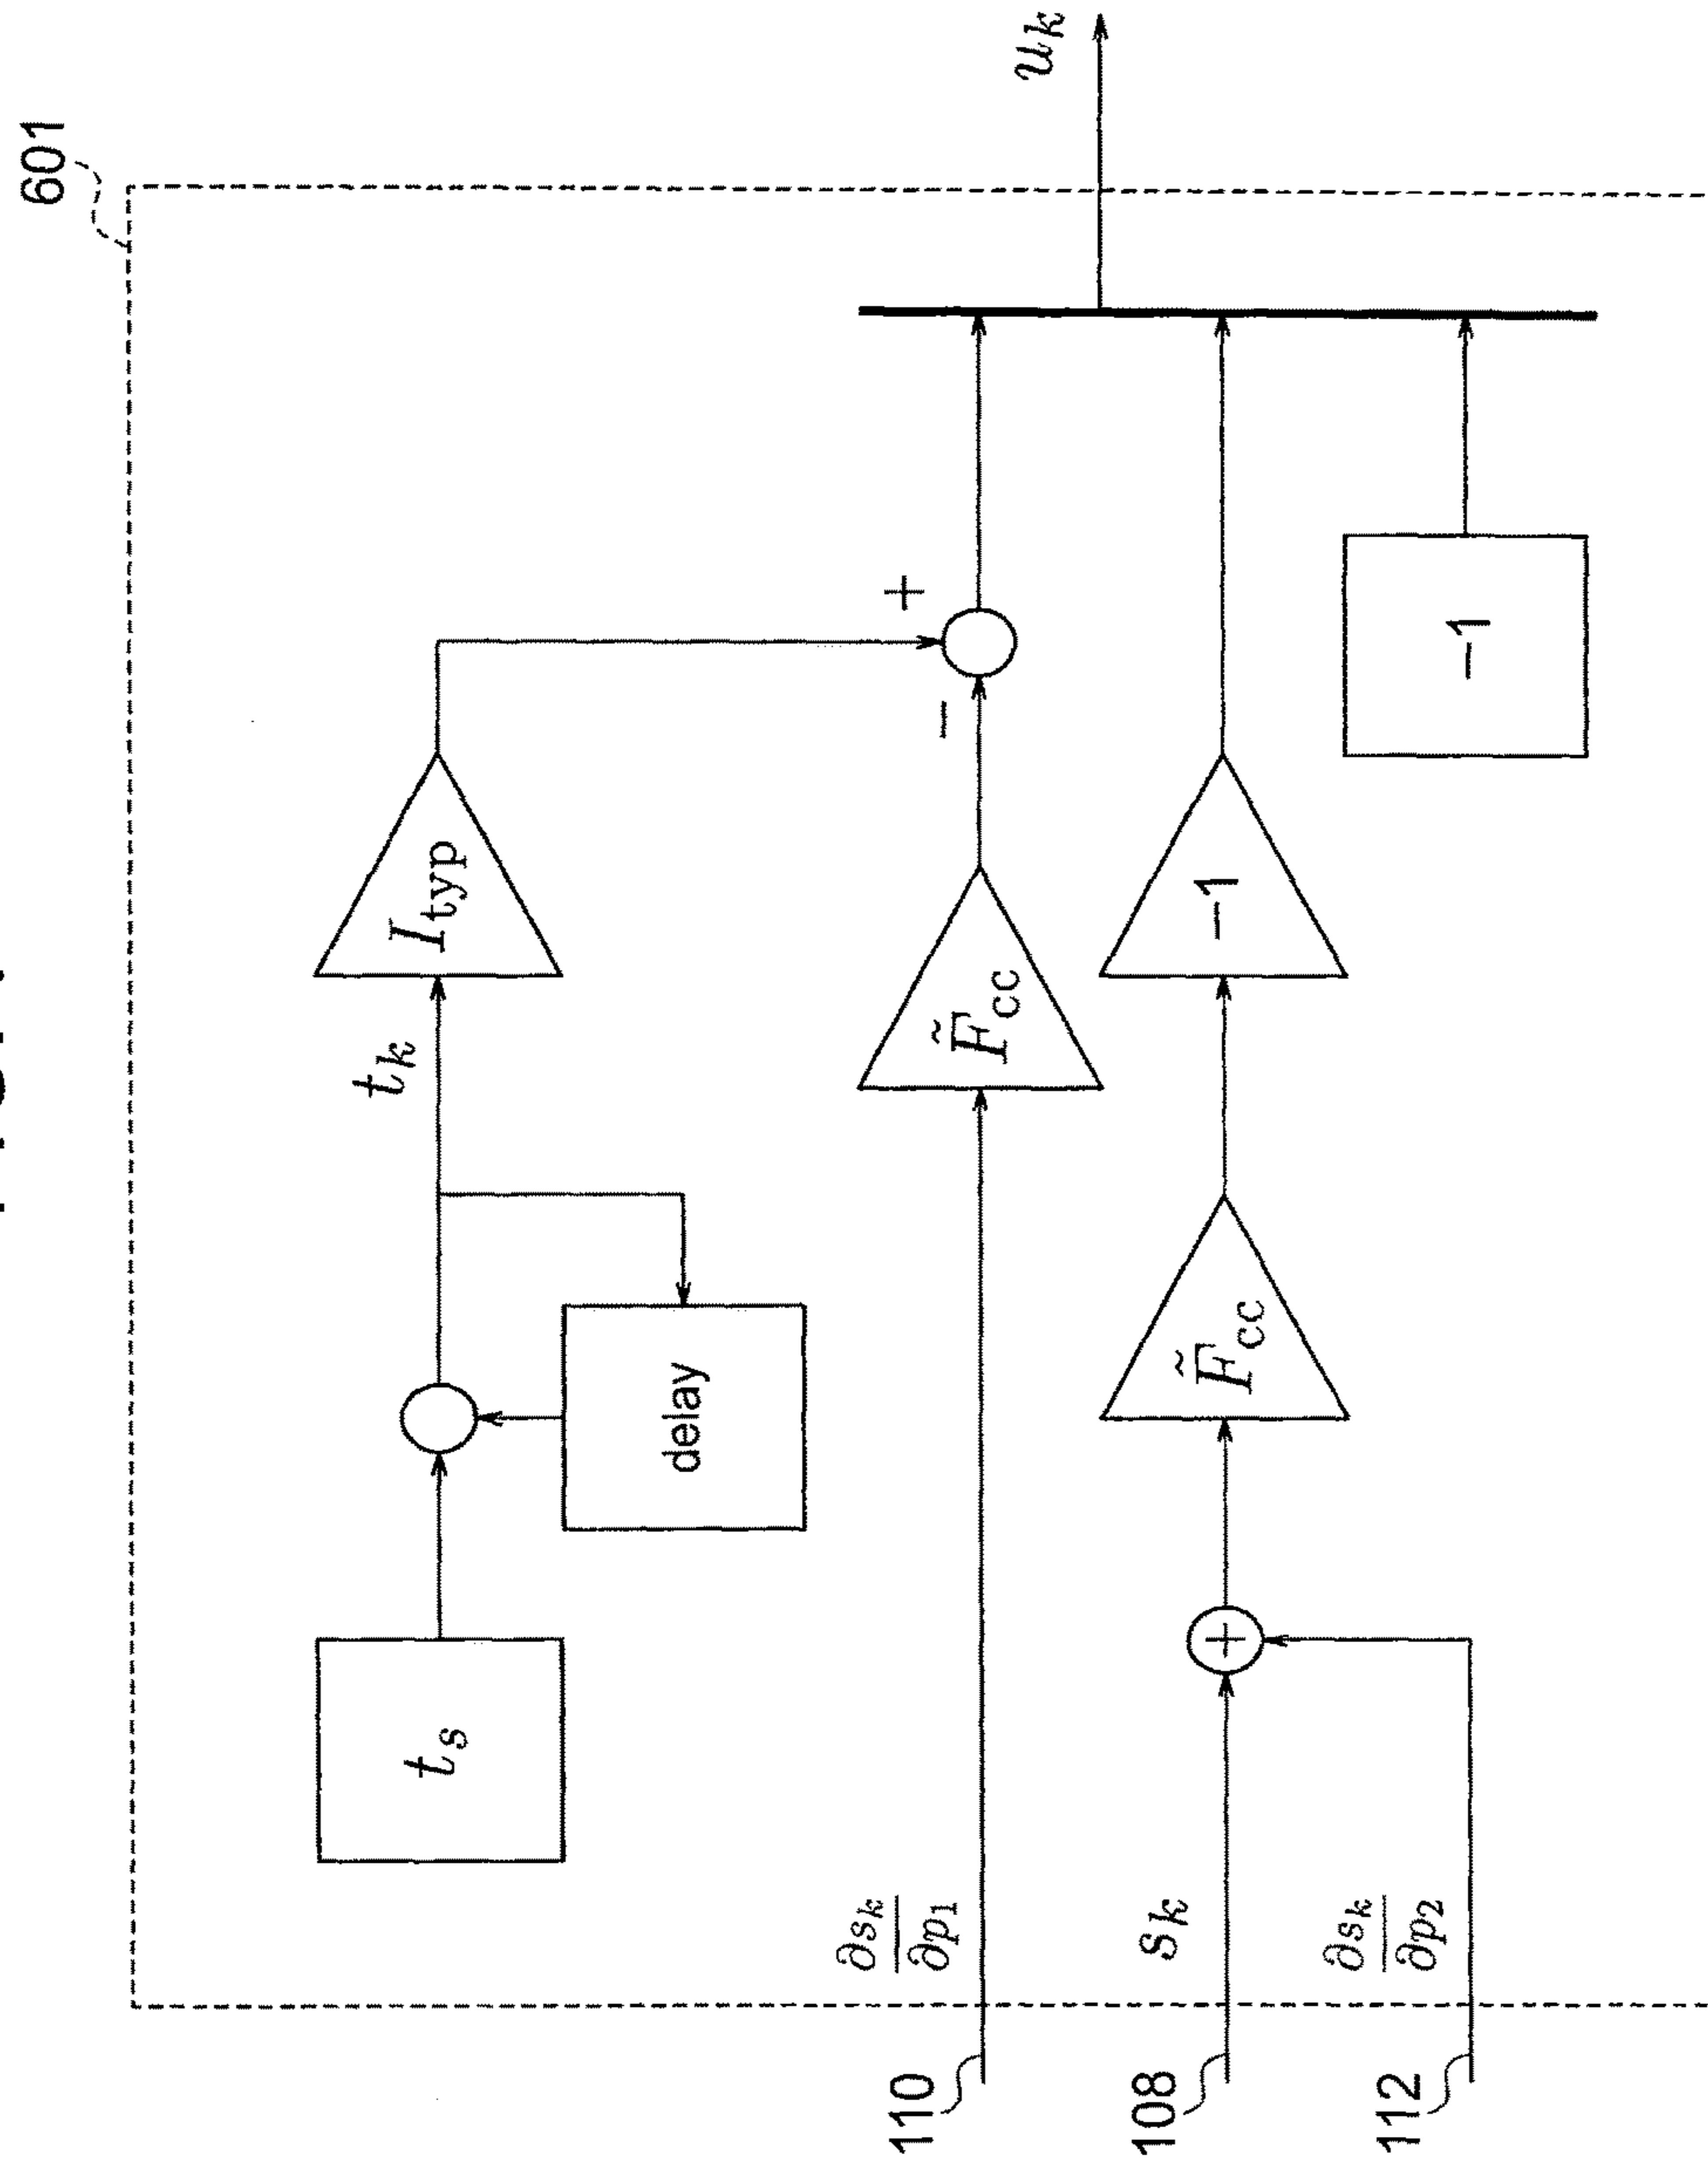 601
u_k
t_s
delay
t_k
I_typ
+
−
110
∂s_k/∂p_1
F̃_cc
108
s_k
+
F̃_cc
−1
112
∂s_k/∂p_2
−1